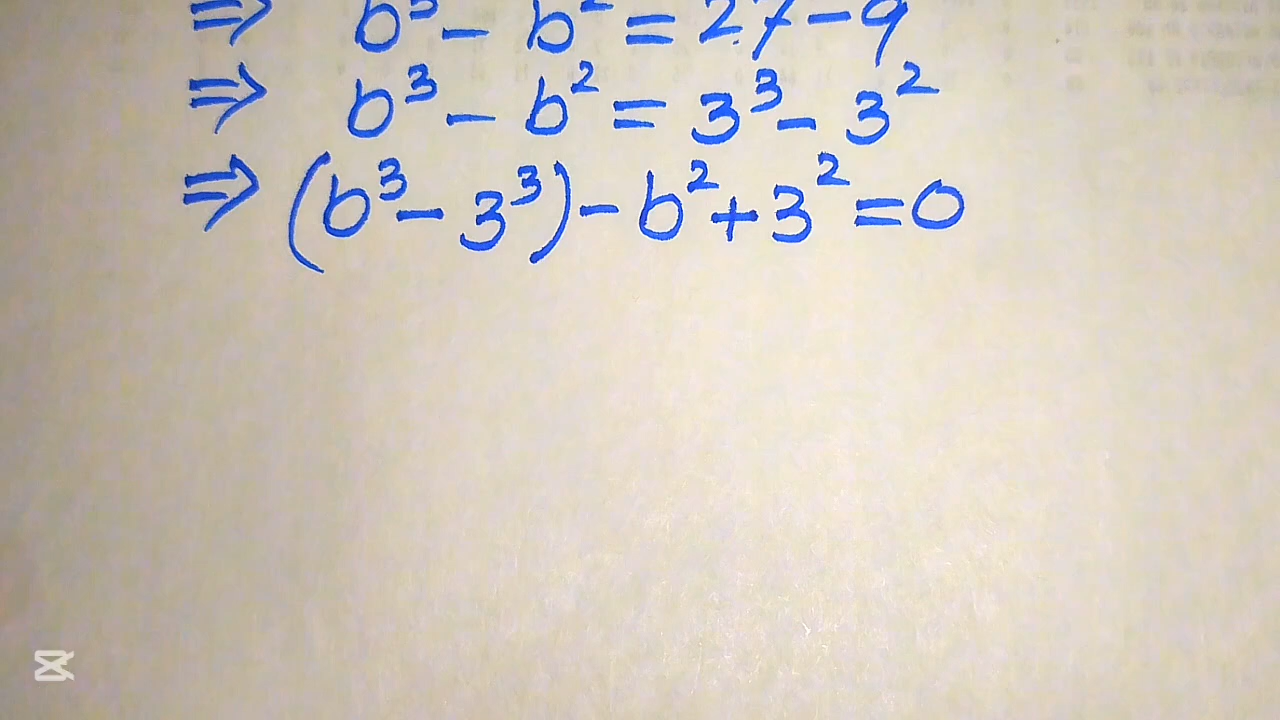 ⇒ b³ - b² = 27 - 9
⇒ b³ - b² = 3³ - 3²
⇒ (b³ - 3³) - b² + 3² = 0